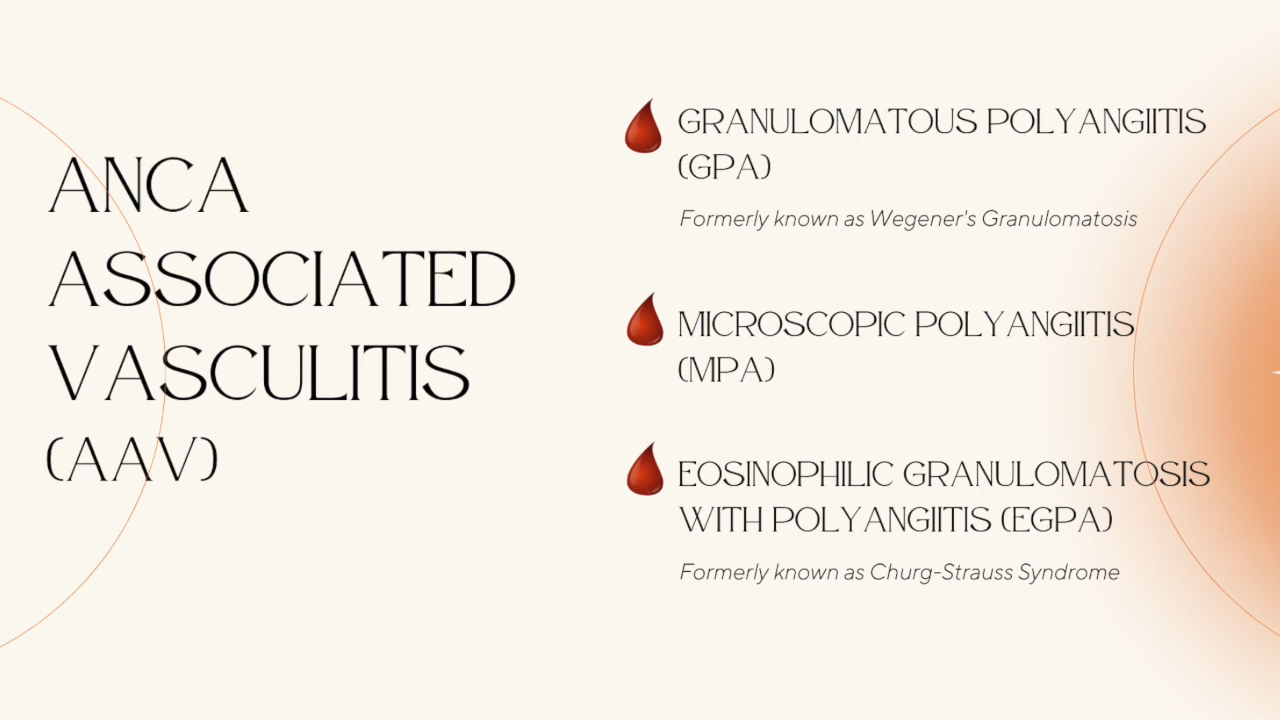 ANCA
ASSOCIATED
VASCULITIS
(AAV)
GRANULOMATOUS POLYANGIITIS
(GPA)
Formerly known as Wegener's Granulomatosis
MICROSCOPIC POLYANGIITIS
(MPA)
EOSINOPHILIC GRANULOMATOSIS
WITH POLYANGIITIS (EGPA)
Formerly known as Churg-Strauss Syndrome